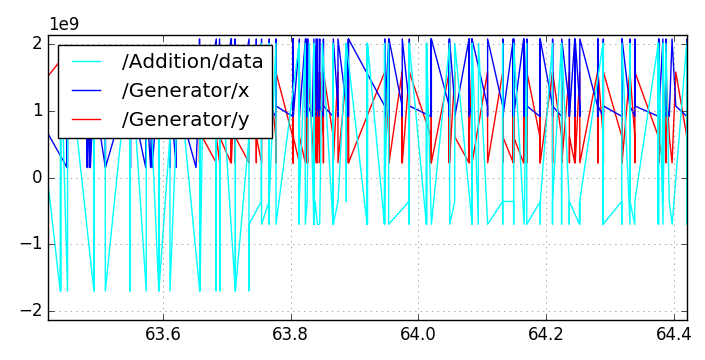 1e9
2
1
0
−1
−2
/Addition/data
/Generator/x
/Generator/y
63.6 63.8 64.0 64.2 64.4